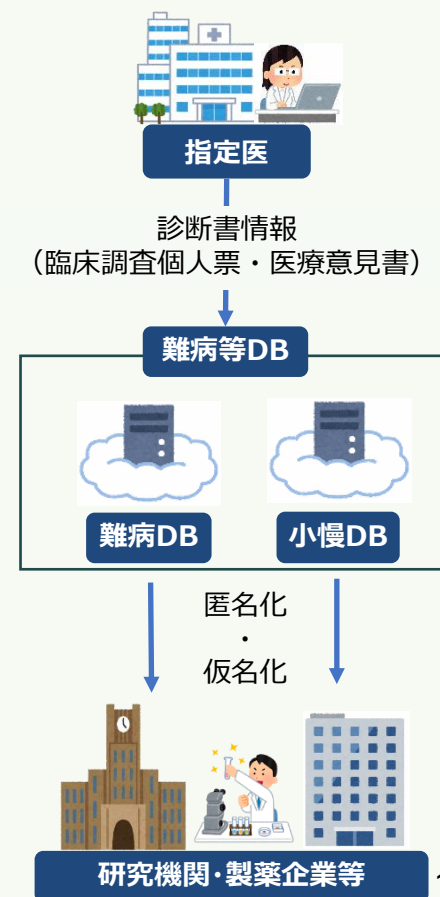 指定医
診断書情報
（臨床調査個人票・医療意見書）
難病等DB
難病DB
小慢DB
匿名化
・
仮名化
研究機関・製薬企業等